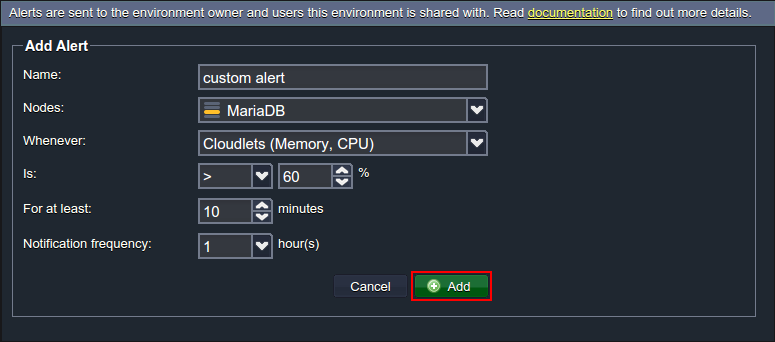 Alerts are sent to the environment owner and users this environment is shared with. Read documentation to find out more details.
Add Alert
Name: custom alert
Nodes: MariaDB
Whenever: Cloudlets (Memory, CPU)
Is: > 60 %
For at least: 10 minutes
Notification frequency: 1 hour(s)
Cancel Add